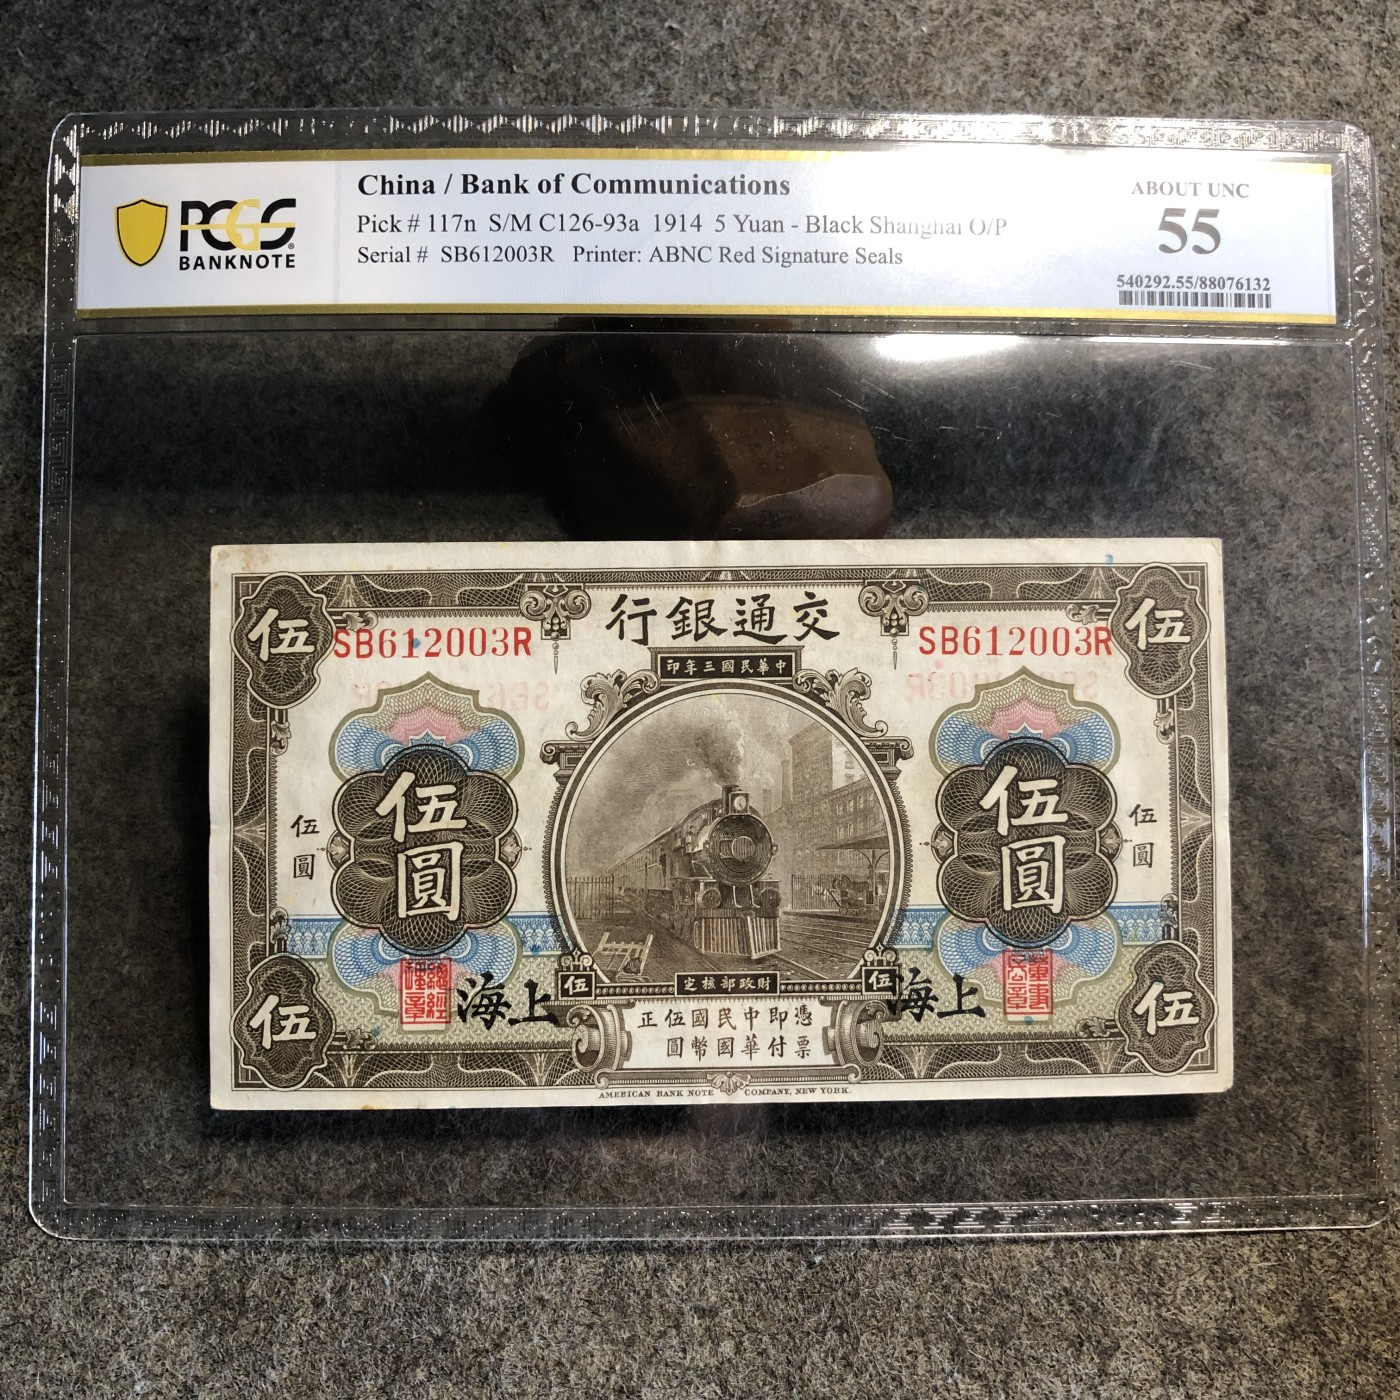 PCGS
BANKNOTE
China / Bank of Communications
Pick # 117n S/M C126-93a 1914 5 Yuan - Black Shanghai O/P
Serial # SB612003R Printer: ABNC Red Signature Seals
ABOUT UNC
55
540292.55/88076132
交通銀行
伍
伍
SB612003R
SB612003R
中華民國三年印
伍圓
伍圓
伍圓
伍圓
財政部核定
伍
伍
上海
上海
總經理章
伍
伍
憑票即付中華民國國幣伍圓正
AMERICAN BANK NOTE COMPANY, NEW YORK.